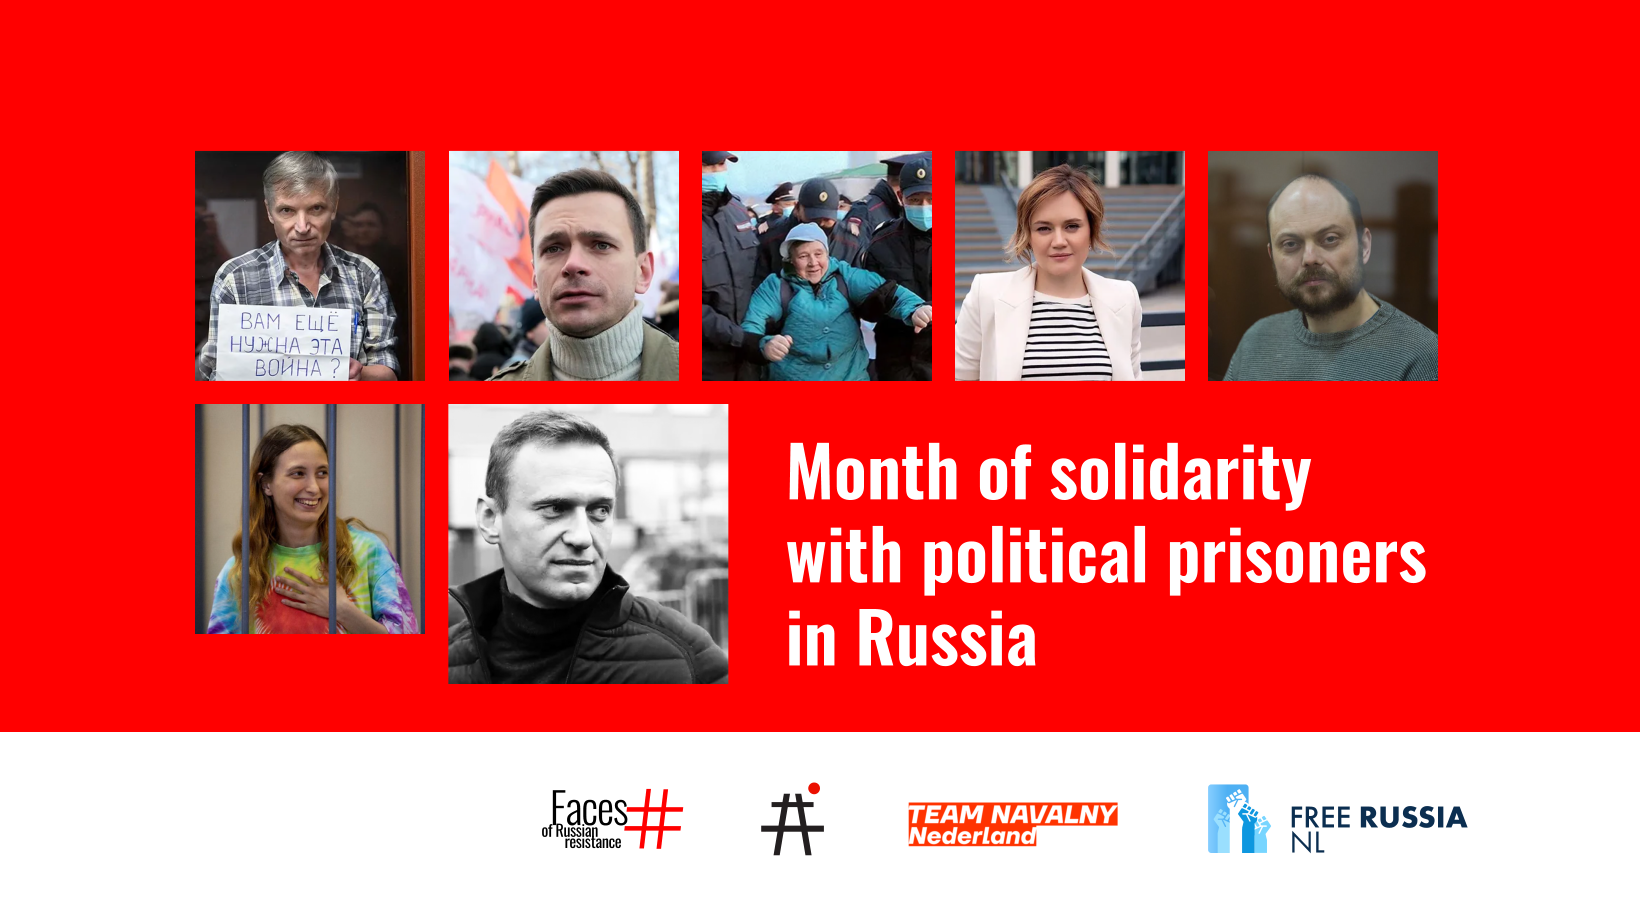 ВАМ ЕЩЁ
НУЖНА ЭТА
ВОЙНА?
Month of solidarity
with political prisoners
in Russia
Faces
of Russian
resistance
TEAM NAVALNY
Nederland
FREE RUSSIA
NL